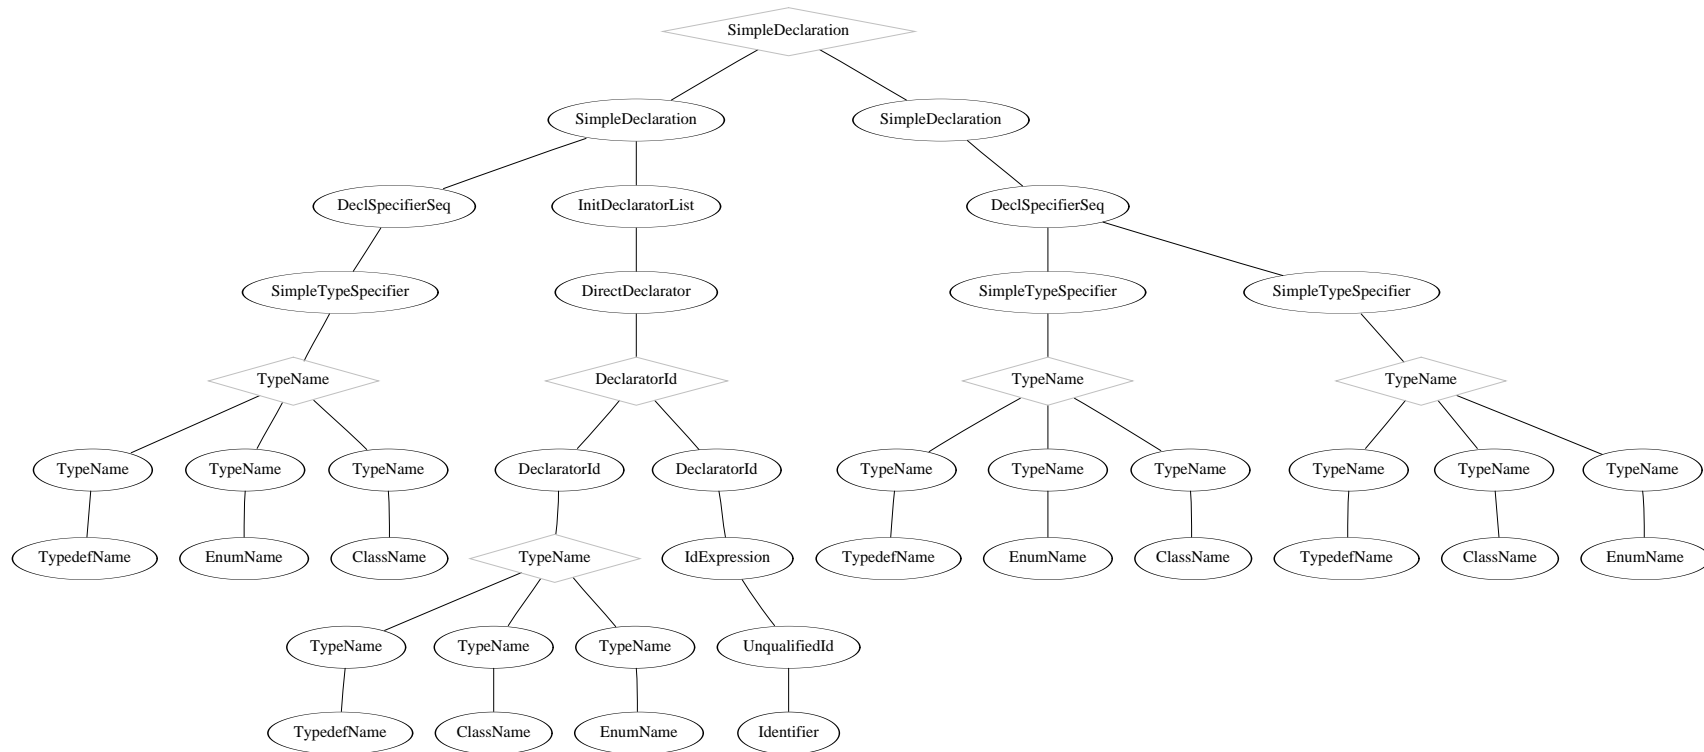 SimpleDeclaration
SimpleDeclaration SimpleDeclaration
DeclSpecifierSeq InitDeclaratorList DeclSpecifierSeq
SimpleTypeSpecifier DirectDeclarator SimpleTypeSpecifier SimpleTypeSpecifier
TypeName DeclaratorId TypeName TypeName
TypeName TypeName TypeName DeclaratorId DeclaratorId TypeName TypeName TypeName TypeName TypeName TypeName
TypedefName EnumName ClassName TypeName IdExpression TypedefName EnumName ClassName TypedefName ClassName EnumName
TypeName TypeName TypeName UnqualifiedId
TypedefName ClassName EnumName Identifier